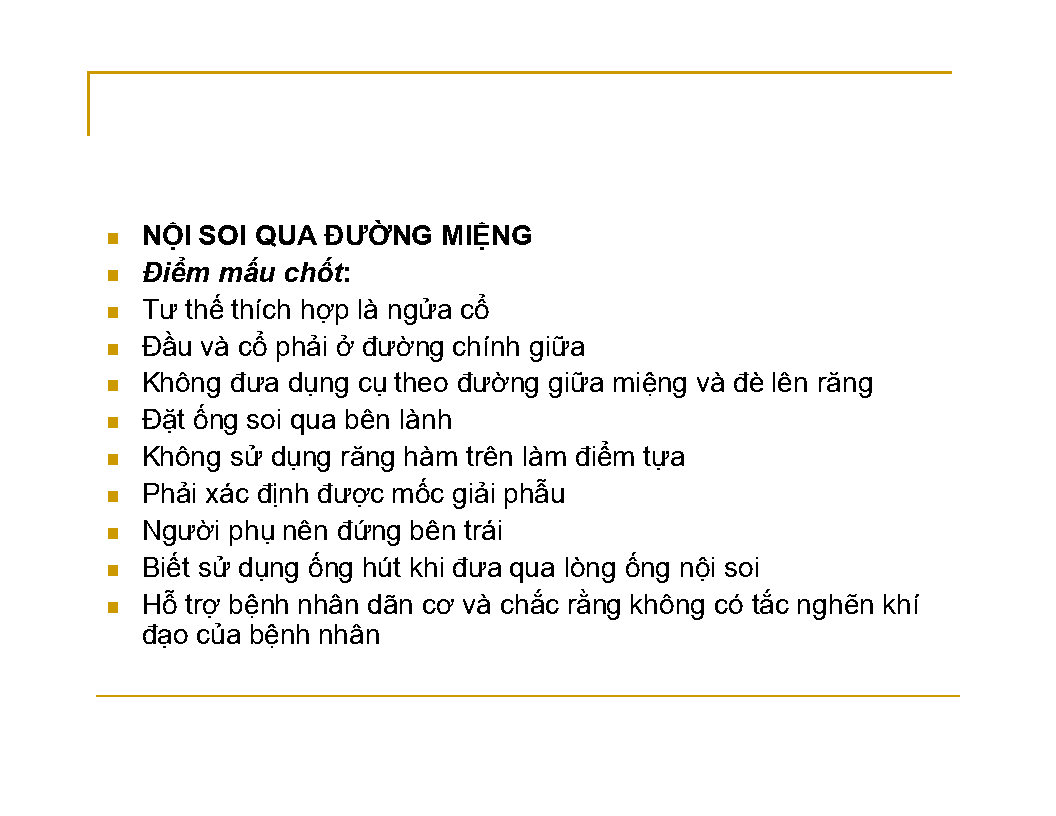 NỘI SOI QUA ĐƯỜNG MIỆNG
Điểm mấu chốt:
Tư thế thích hợp là ngửa cổ
Đầu và cổ phải ở đường chính giữa
Không đưa dụng cụ theo đường giữa miệng và đè lên răng
Đặt ống soi qua bên lành
Không sử dụng răng hàm trên làm điểm tựa
Phải xác định được mốc giải phẫu
Người phụ nên đứng bên trái
Biết sử dụng ống hút khi đưa qua lòng ống nội soi
Hỗ trợ bệnh nhân dãn cơ và chắc rằng không có tắc nghẽn khí
đạo của bệnh nhân